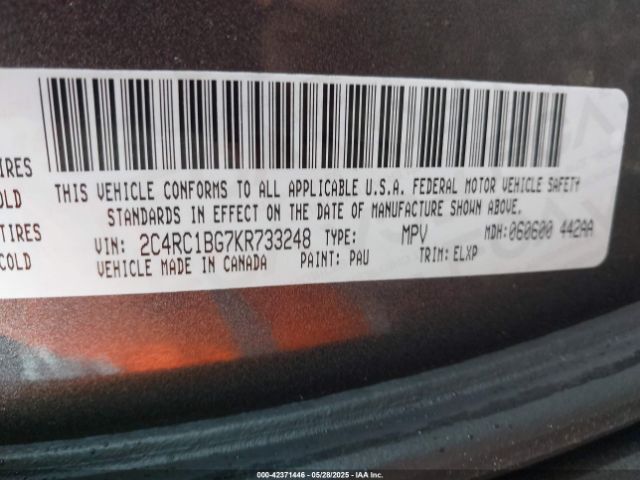 TIRES
THIS VEHICLE CONFORMS TO ALL APPLICABLE U.S.A. FEDERAL MOTOR VEHICLE SAFETY
COLD
STANDARDS IN EFFECT ON THE DATE OF MANUFACTURE SHOWN ABOVE.
TIRES
VIN: 2C4RC1BG7KR733248 TYPE: MPV MDH:060600 442AA
COLD
VEHICLE MADE IN CANADA PAINT: PAU TRIM: ELXP
000-42371446 - 05/28/2025 - IAA Inc.